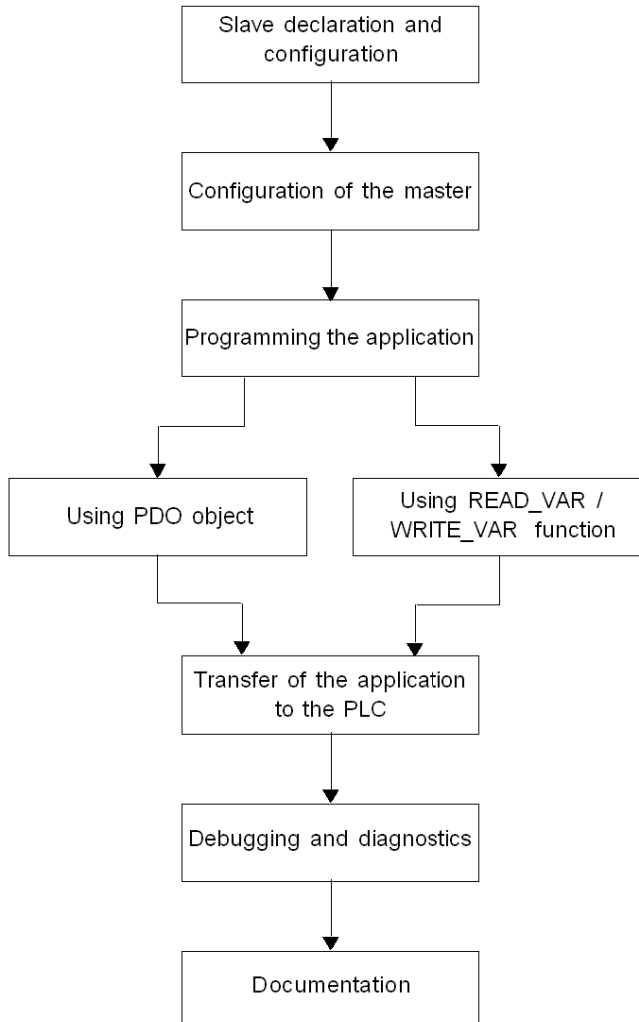 Slave declaration and
configuration
Configuration of the master
Programming the application
Using PDO object
Using READ_VAR /
WRITE_VAR function
Transfer of the application
to the PLC
Debugging and diagnostics
Documentation